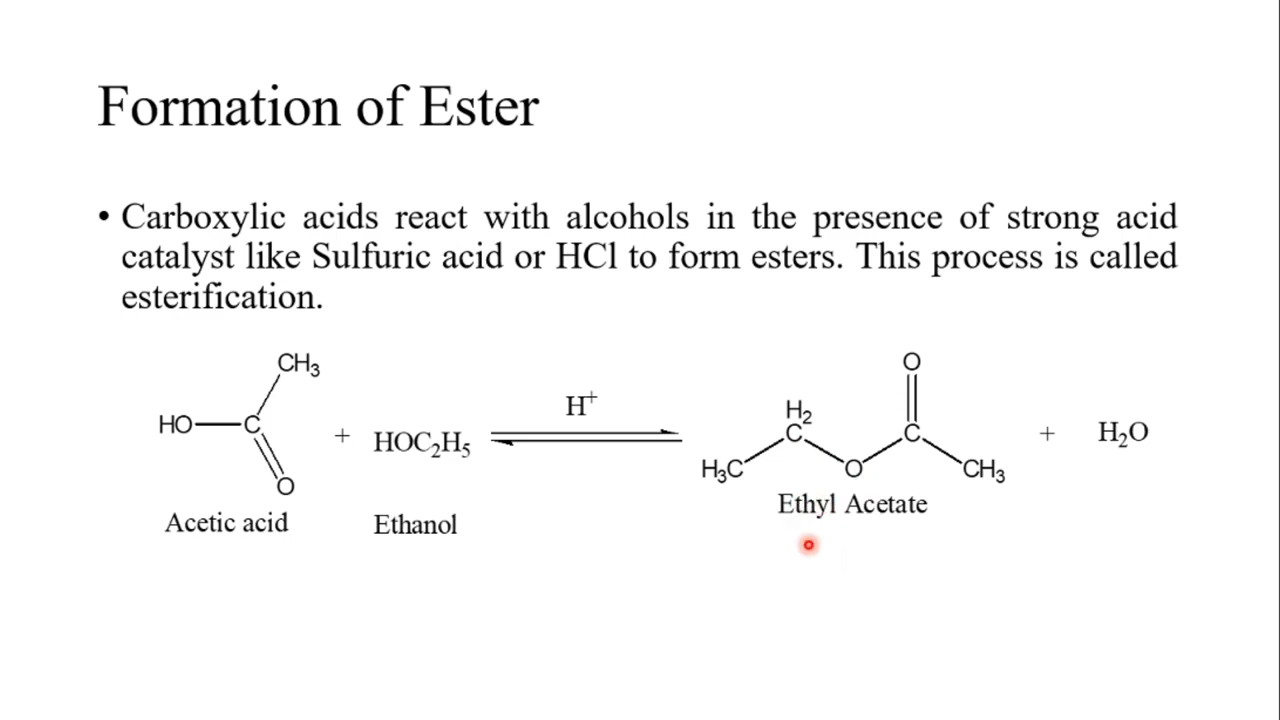 Formation of Ester
• Carboxylic acids react with alcohols in the presence of strong acid
catalyst like Sulfuric acid or HCl to form esters. This process is called
esterification.
CH₃
HO C O
+ HOC₂H₅
H⁺
O
H₂
C C
H₃C O CH₃
+ H₂O
Acetic acid Ethanol Ethyl Acetate